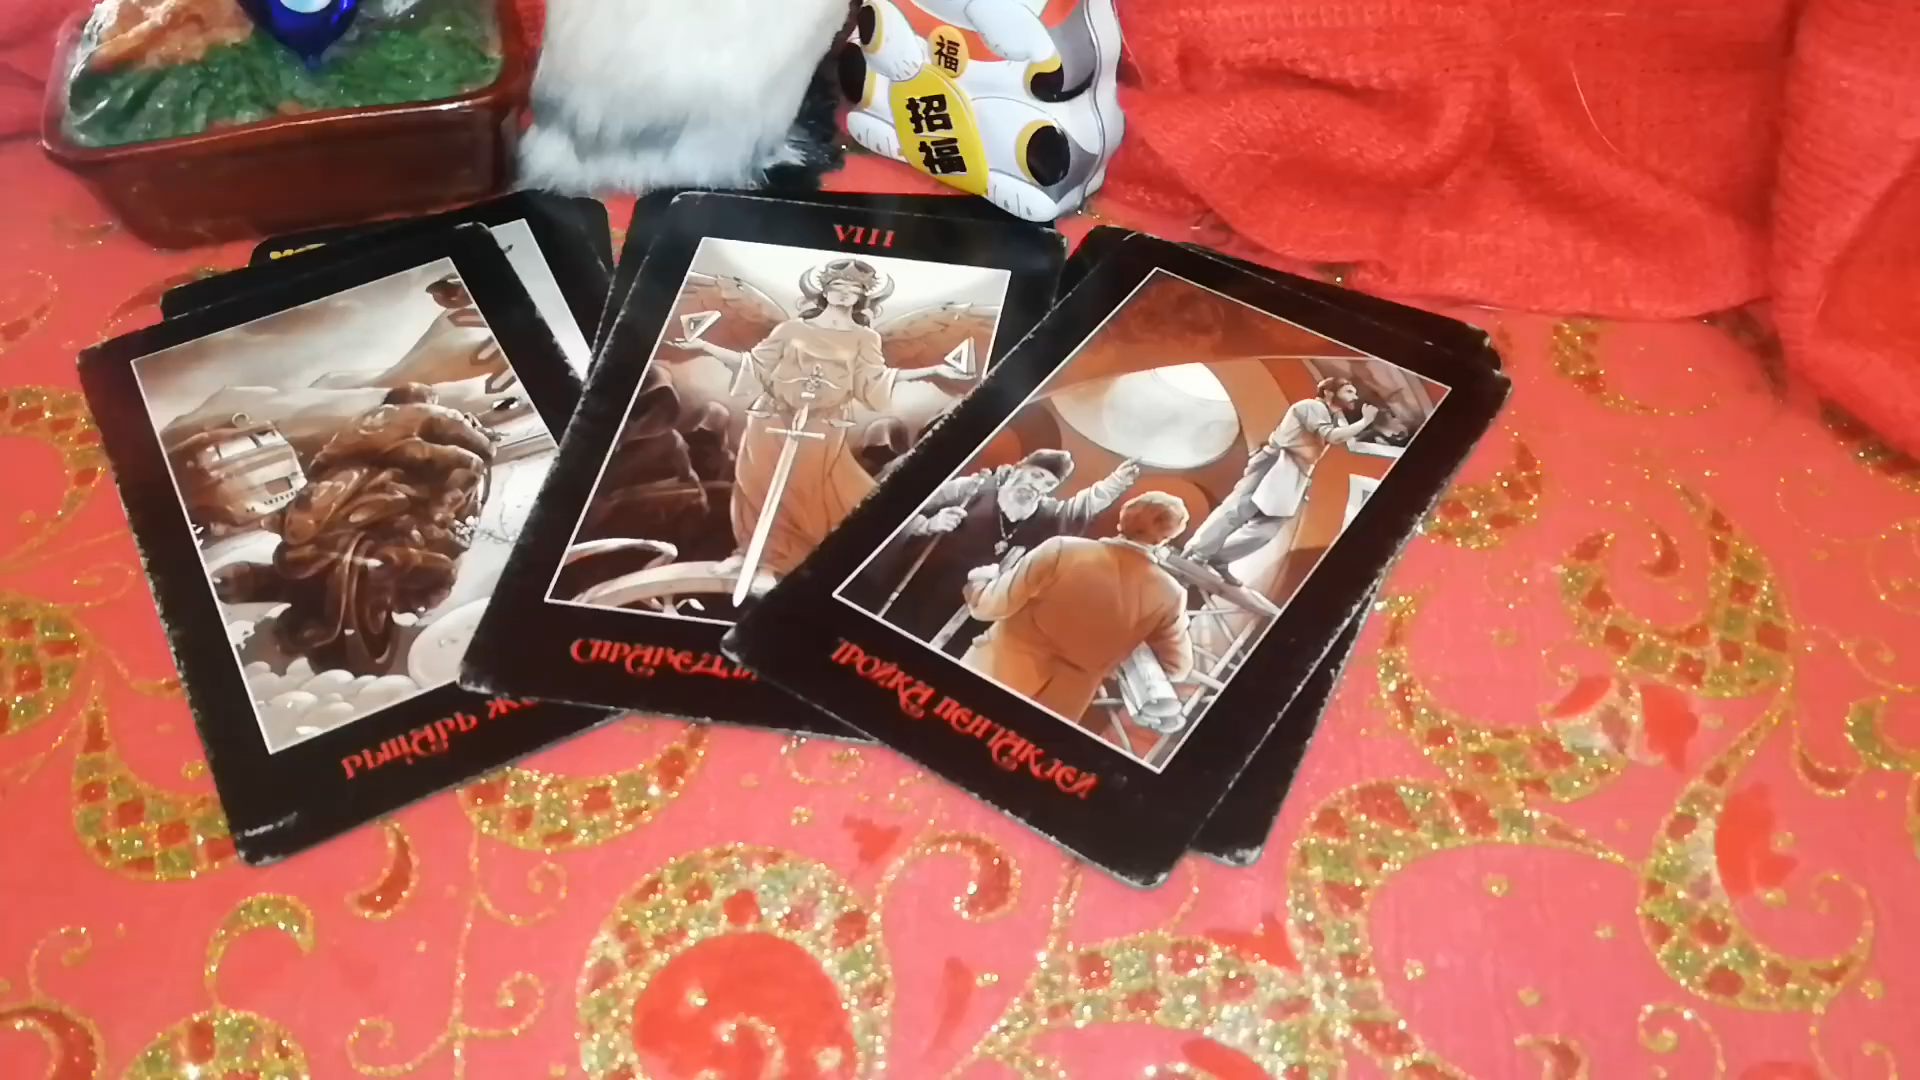 福
招
福
VIII
РЫЦАРЬ Ж
СПРАВЕДЛИ
ТРОЙКА ПЕНТАКЛЕЙ